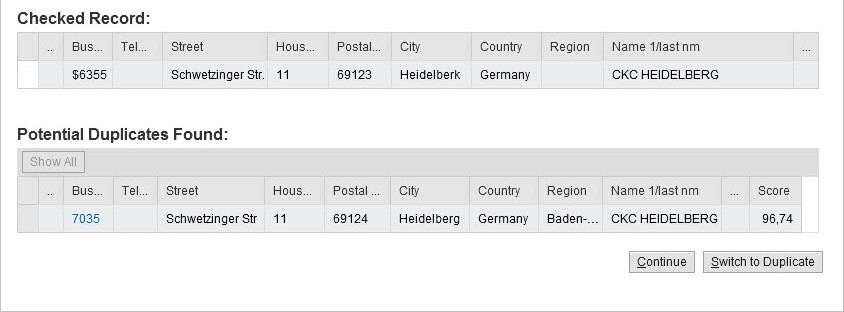 Checked Record:
.. Bus... Tel... Street Hous... Postal... City Country Region Name 1/last nm ...
$6355 Schwetzinger Str. 11 69123 Heidelberk Germany CKC HEIDELBERG
Potential Duplicates Found:
Show All
.. Bus... Tel... Street Hous... Postal ... City Country Region Name 1/last nm ... Score
7035 Schwetzinger Str 11 69124 Heidelberg Germany Baden-... CKC HEIDELBERG 96,74
Continue Switch to Duplicate